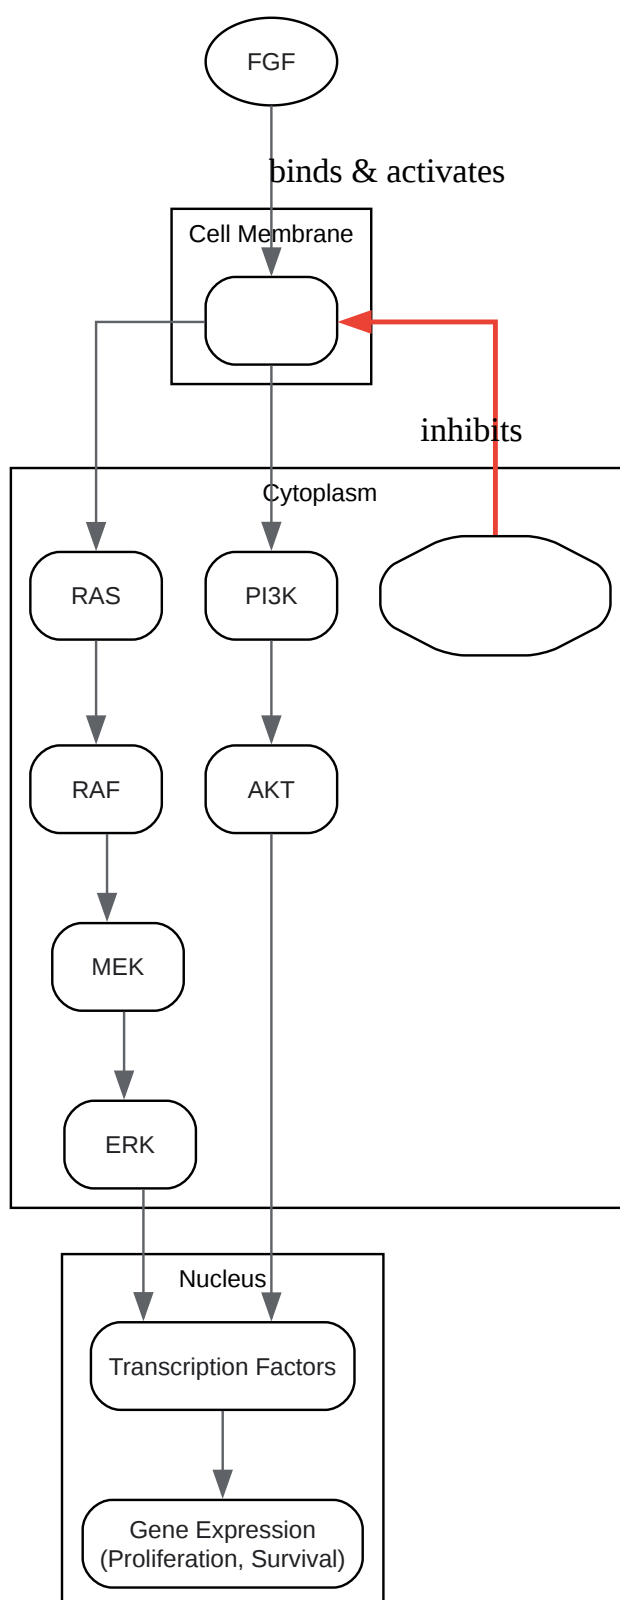 FGF
binds & activates
Cell Membrane
inhibits
Cytoplasm
RAS
PI3K
RAF
AKT
MEK
ERK
Nucleus
Transcription Factors
Gene Expression
(Proliferation, Survival)